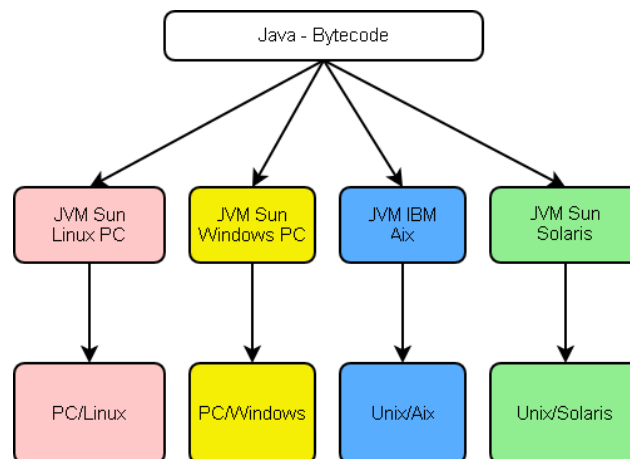 Java - Bytecode
JVM Sun
Linux PC
JVM Sun
Windows PC
JVM IBM
Aix
JVM Sun
Solaris
PC/Linux
PC/Windows
Unix/Aix
Unix/Solaris